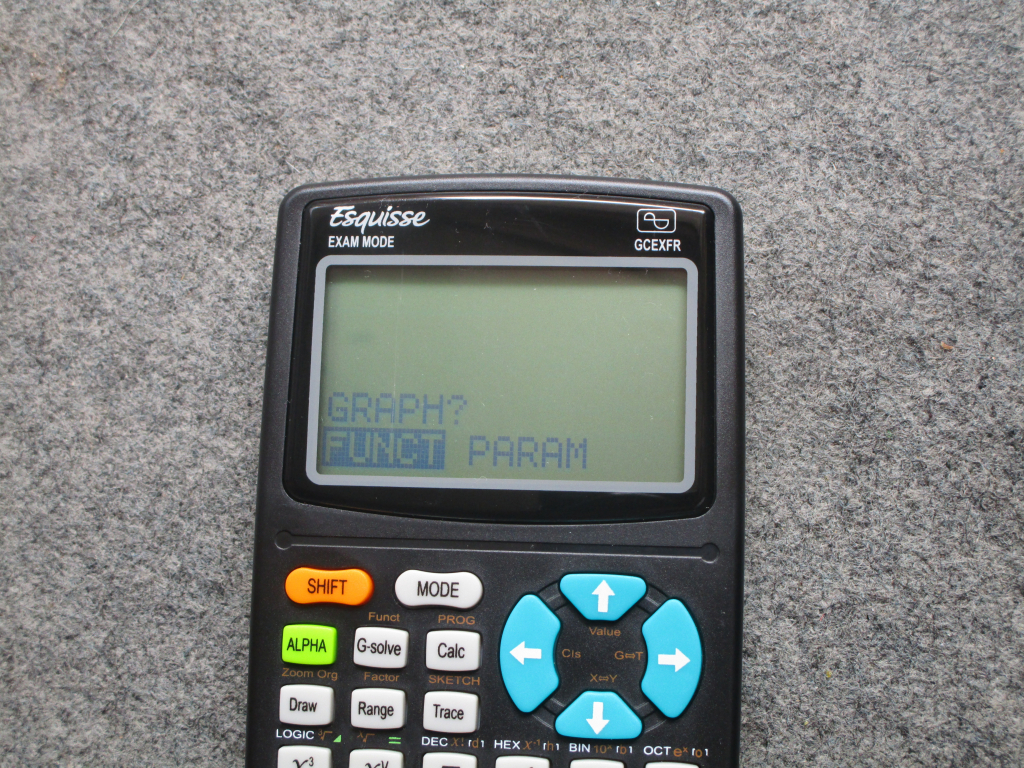 Esquisse
EXAM MODE
GCEXFR
GRAPH?
FUNCT PARAM
SHIFT
MODE
Funct
PROG
ALPHA
G-solve
Calc
Value
Cls
G⇔T
X⇔Y
Zoom Org
Factor
SKETCH
Draw
Range
Trace
LOGIC
DEC
HEX
BIN
OCT